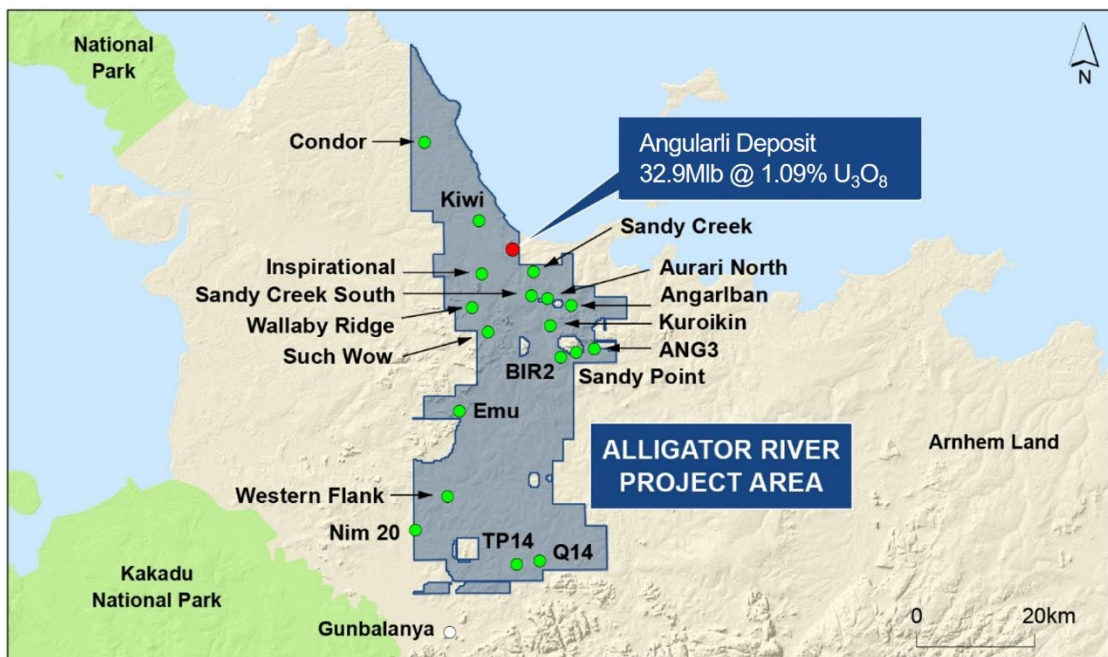 National
Park
N
Condor
Angularli Deposit
32.9Mlb @ 1.09% U₃O₈
Kiwi
Sandy Creek
Inspirational
Aurari North
Sandy Creek South
Angarlban
Wallaby Ridge
Kuroikin
Such Wow
ANG3
BIR2
Sandy Point
Emu
ALLIGATOR RIVER
PROJECT AREA
Arnhem Land
Western Flank
Nim 20
TP14
Q14
Kakadu
National Park
Gunbalanya
0
20km